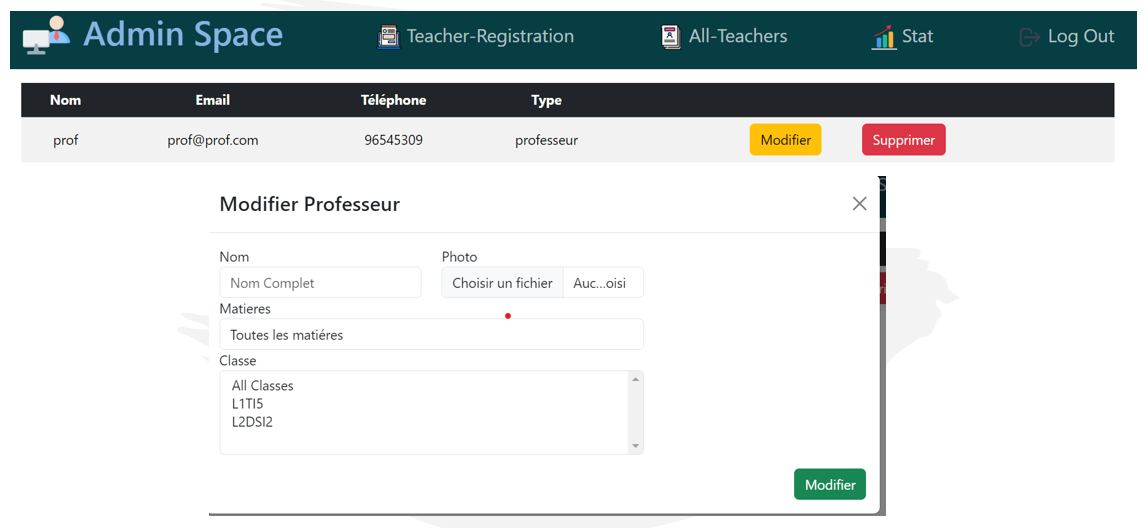 Admin Space Teacher-Registration All-Teachers Stat Log Out
Nom Email Téléphone Type
prof prof@prof.com 96545309 professeur Modifier Supprimer
Modifier Professeur
Nom Photo
Nom Complet Choisir un fichier Auc...oisi
Matieres
Toutes les matiéres
Classe
All Classes
L1TI5
L2DSI2
Modifier